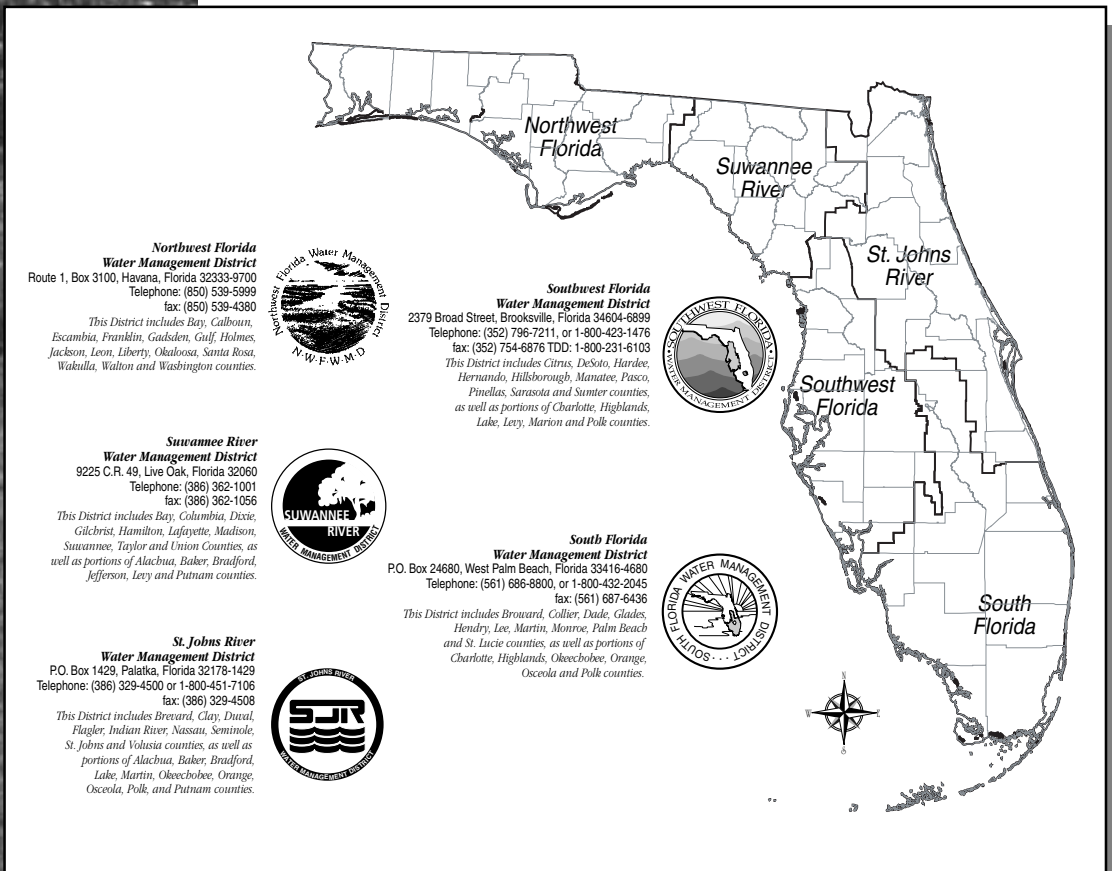 Northwest
Florida
Suwannee
River
St. Johns
River
Southwest
Florida
South
Florida
Northwest Florida
Water Management District
Route 1, Box 3100, Havana, Florida 32333-9700
Telephone: (850) 539-5999
fax: (850) 539-4380
This District includes Bay, Calhoun,
Escambia, Franklin, Gadsden, Gulf, Holmes,
Jackson, Leon, Liberty, Okaloosa, Santa Rosa,
Wakulla, Walton and Washington counties.
Northwest Florida Water Management District
N·W·F·W·M·D
Suwannee River
Water Management District
9225 C.R. 49, Live Oak, Florida 32060
Telephone: (386) 362-1001
fax: (386) 362-1056
This District includes Bay, Columbia, Dixie,
Gilchrist, Hamilton, Lafayette, Madison,
Suwannee, Taylor and Union Counties, as
well as portions of Alachua, Baker, Bradford,
Jefferson, Levy and Putnam counties.
SUWANNEE
RIVER
WATER MANAGEMENT DISTRICT
St. Johns River
Water Management District
P.O. Box 1429, Palatka, Florida 32178-1429
Telephone: (386) 329-4500 or 1-800-451-7106
fax: (386) 329-4508
This District includes Brevard, Clay, Duval,
Flagler, Indian River, Nassau, Seminole,
St. Johns and Volusia counties, as well as
portions of Alachua, Baker, Bradford,
Lake, Martin, Okeechobee, Orange,
Osceola, Polk, and Putnam counties.
ST. JOHNS RIVER
SJR
WATER MANAGEMENT DISTRICT
Southwest Florida
Water Management District
2379 Broad Street, Brooksville, Florida 34604-6899
Telephone: (352) 796-7211, or 1-800-423-1476
fax: (352) 754-6876 TDD: 1-800-231-6103
This District includes Citrus, DeSoto, Hardee,
Hernando, Hillsborough, Manatee, Pasco,
Pinellas, Sarasota and Sumter counties,
as well as portions of Charlotte, Highlands,
Lake, Levy, Marion and Polk counties.
SOUTHWEST FLORIDA
WATER MANAGEMENT DISTRICT
South Florida
Water Management District
P.O. Box 24680, West Palm Beach, Florida 33416-4680
Telephone: (561) 686-8800, or 1-800-432-2045
fax: (561) 687-6436
This District includes Broward, Collier, Dade, Glades,
Hendry, Lee, Martin, Monroe, Palm Beach
and St. Lucie counties, as well as portions of
Charlotte, Highlands, Okeechobee, Orange,
Osceola and Polk counties.
SOUTH FLORIDA WATER MANAGEMENT DISTRICT ····
N
W
E